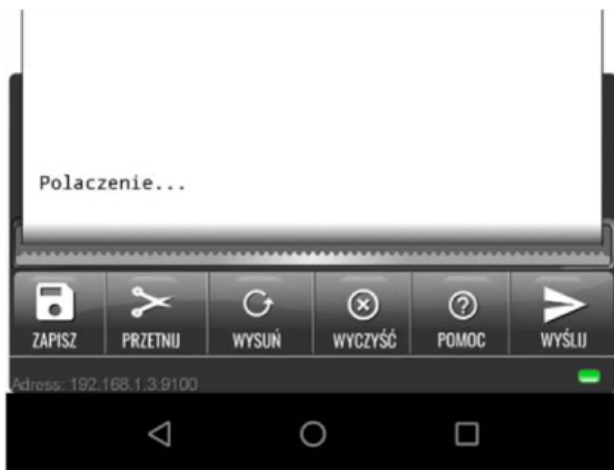 Polaczenie...
ZAPISZ PRZETNIJ WYSUŃ WYCZYŚĆ POMOC WYŚLIJ
Adress: 192.168.1.3:9100